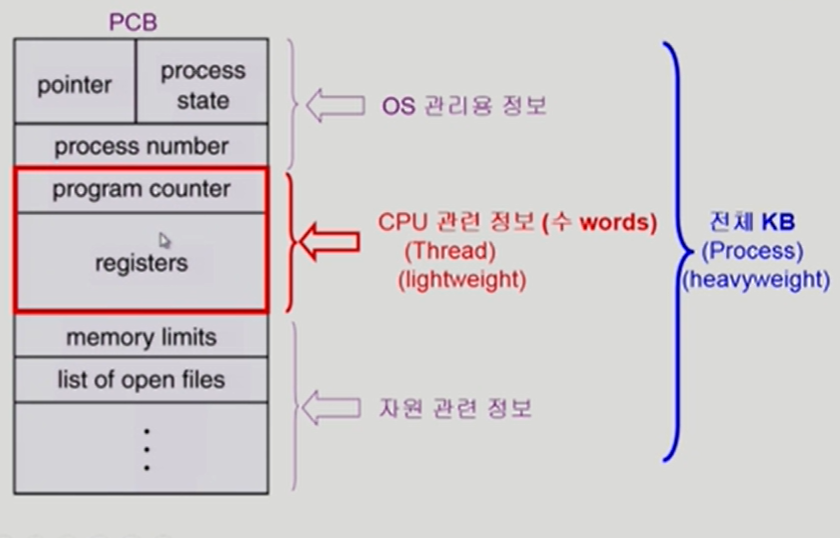 PCB
pointer
process
state
process number
program counter
registers
memory limits
list of open files
OS 관리용 정보
CPU 관련 정보 (수 words)
(Thread)
(lightweight)
자원 관련 정보
전체 KB
(Process)
(heavyweight)